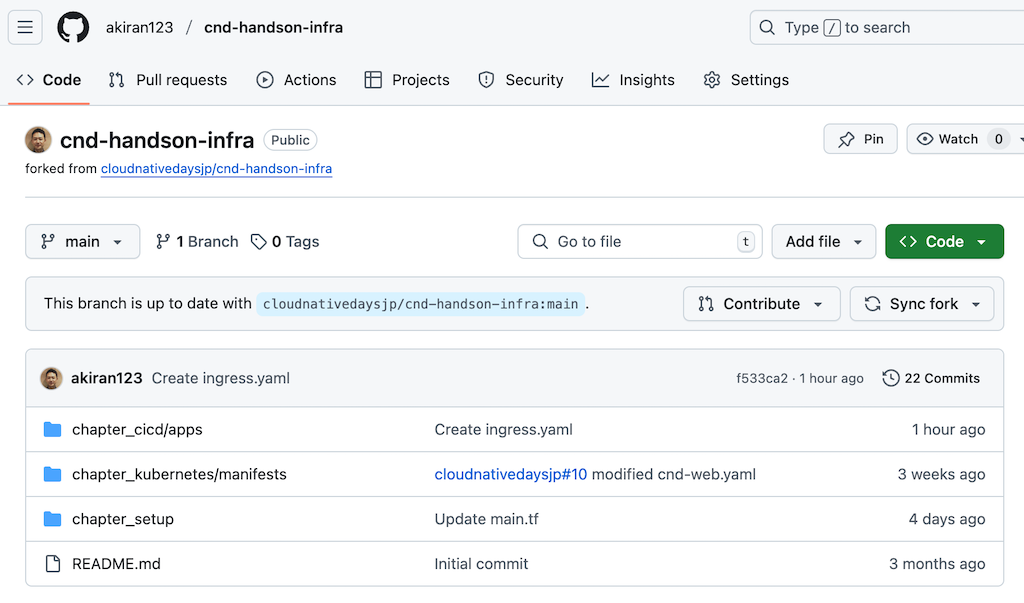 akiran123 / cnd-handson-infra
Type / to search
Code Pull requests Actions Projects Security Insights Settings
cnd-handson-infra Public
Pin Watch 0
forked from cloudnativedaysjp/cnd-handson-infra
main 1 Branch 0 Tags
Go to file t Add file Code
This branch is up to date with cloudnativedaysjp/cnd-handson-infra:main .
Contribute Sync fork
akiran123 Create ingress.yaml f533ca2 · 1 hour ago 22 Commits
chapter_cicd/apps Create ingress.yaml 1 hour ago
chapter_kubernetes/manifests cloudnativedaysjp#10 modified cnd-web.yaml 3 weeks ago
chapter_setup Update main.tf 4 days ago
README.md Initial commit 3 months ago